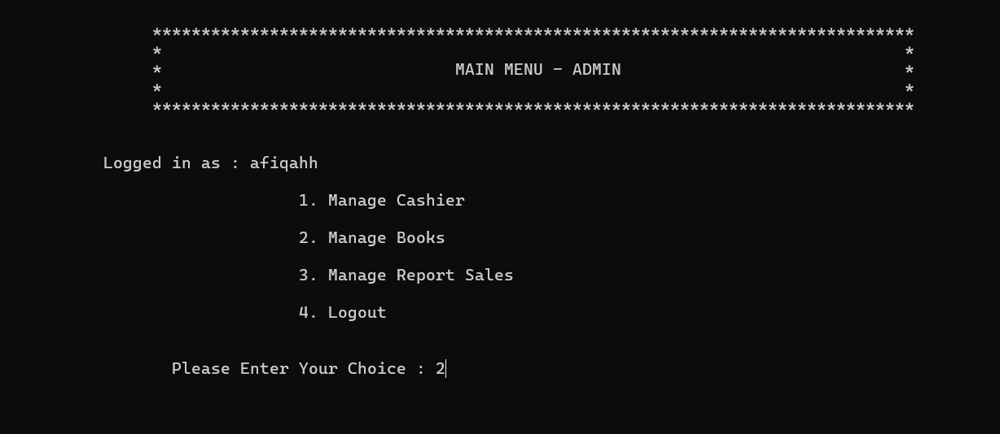 ******************************************************************************
*                                                                            *
*                              MAIN MENU - ADMIN                             *
*                                                                            *
******************************************************************************
Logged in as : afiqahh
1. Manage Cashier
2. Manage Books
3. Manage Report Sales
4. Logout
Please Enter Your Choice : 2